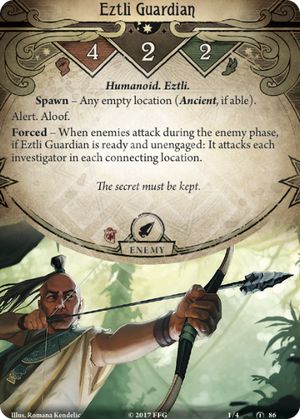 Eztli Guardian
4 2 2
Humanoid. Eztli.
Spawn – Any empty location (Ancient, if able).
Alert. Aloof.
Forced – When enemies attack during the enemy phase,
if Eztli Guardian is ready and unengaged: It attacks each
investigator in each connecting location.
The secret must be kept.
ENEMY
Illus. Romana Kendelic
© 2017 FFG
1/4
86